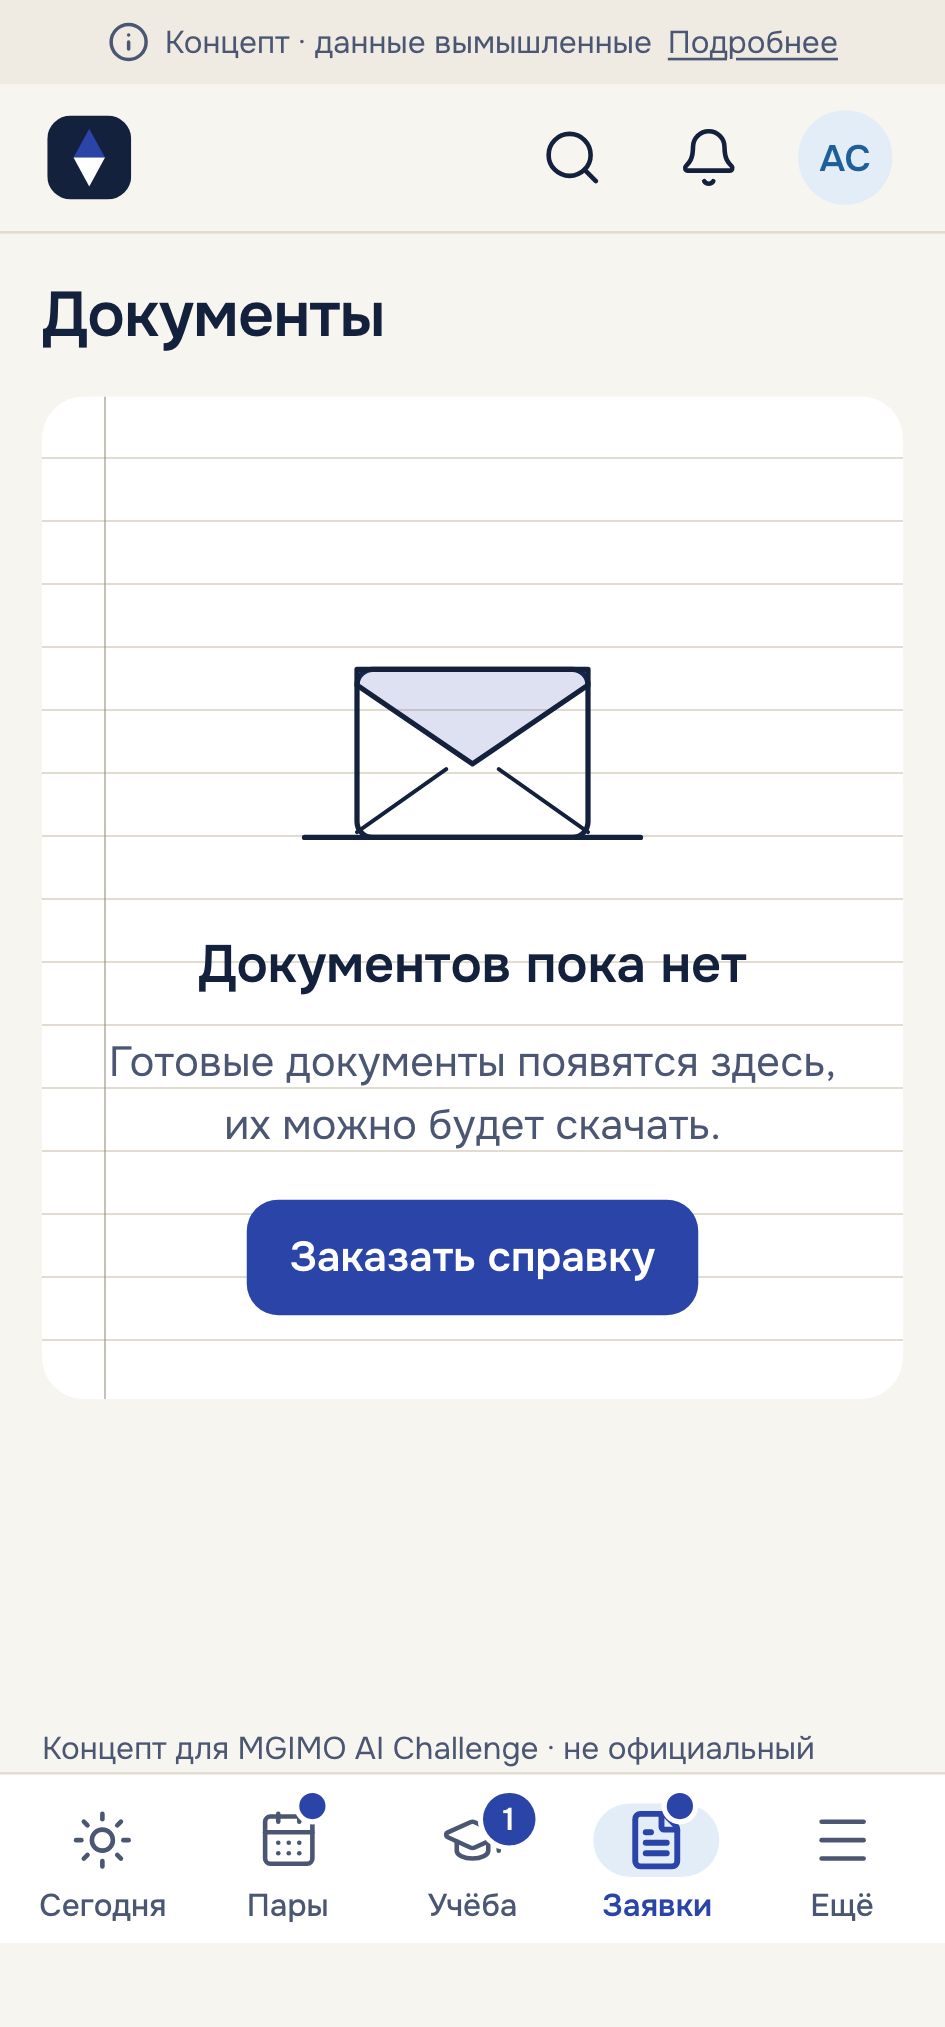 Концепт · данные вымышленные Подробнее
АС
Документы
Документов пока нет
Готовые документы появятся здесь,
их можно будет скачать.
Заказать справку
Концепт для MGIMO AI Challenge · не официальный
1
Сегодня Пары Учёба Заявки Ещё